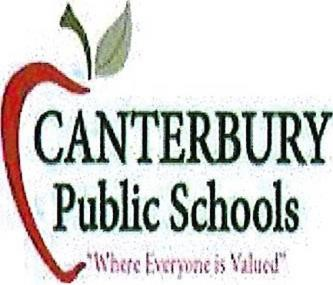 CANTERBURY
Public Schools
"Where Everyone is Valued"